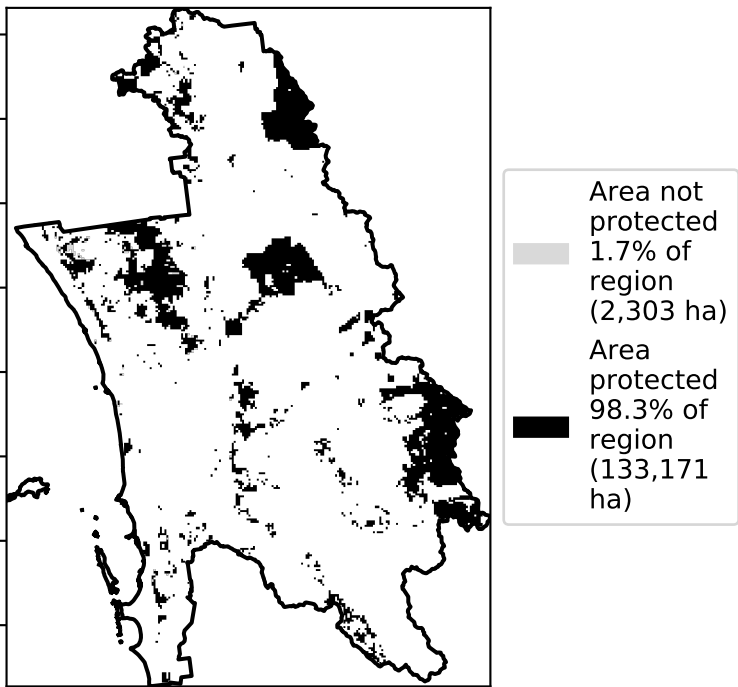 Area not
protected
1.7% of
region
(2,303 ha)
Area
protected
98.3% of
region
(133,171
ha)